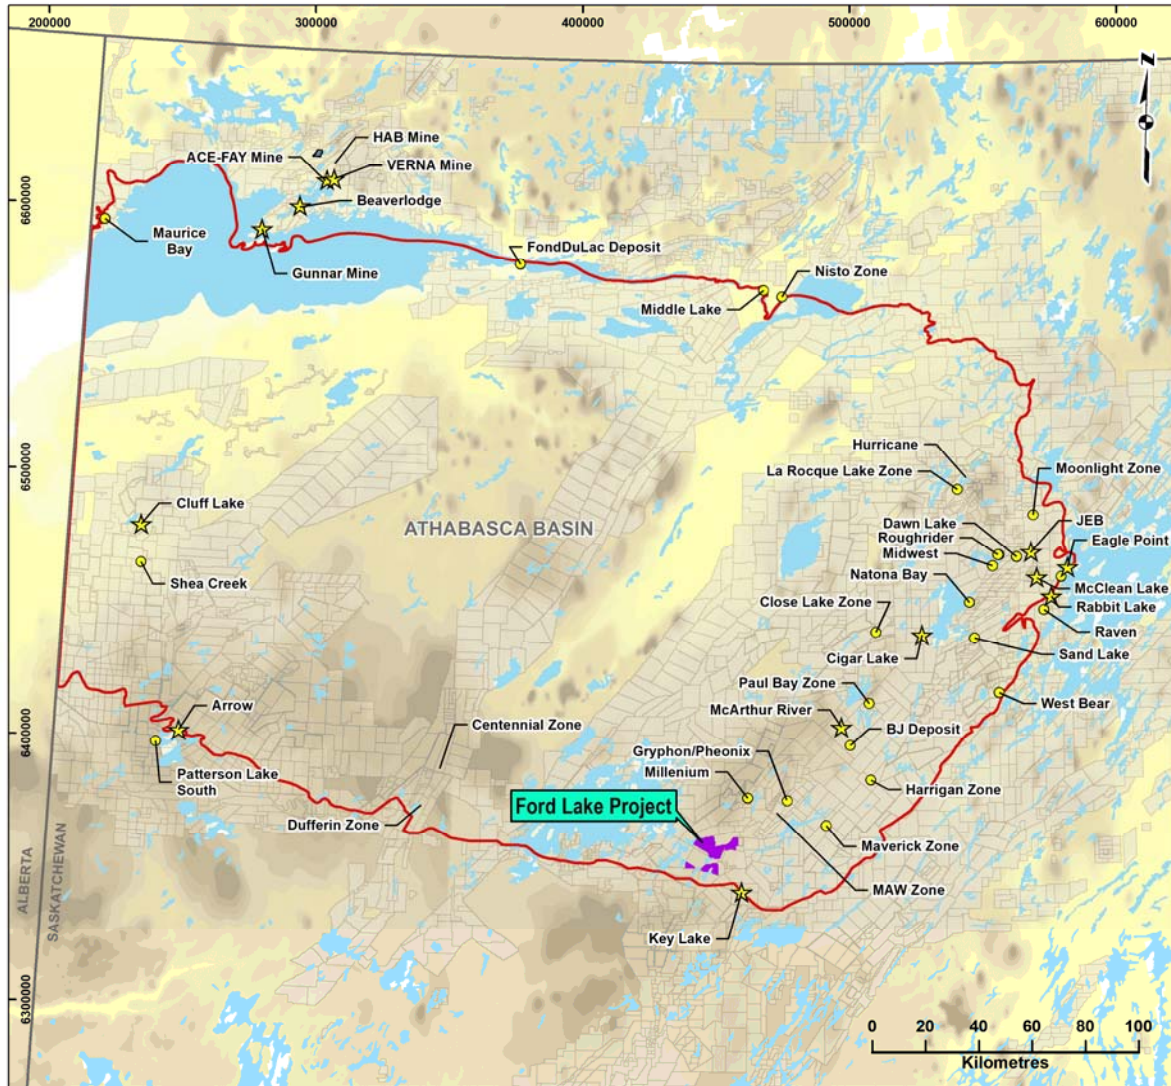 200000
300000
400000
500000
600000
N
HAB Mine
ACE-FAY Mine
VERNA Mine
Beaverlodge
6600000
Maurice
Bay
Gunnar Mine
FondDuLac Deposit
Nisto Zone
Middle Lake
6500000
Hurricane
La Rocque Lake Zone
Moonlight Zone
Cluff Lake
ATHABASCA BASIN
Dawn Lake
JEB
Roughrider
Eagle Point
Midwest
Shea Creek
Natona Bay
McClean Lake
Close Lake Zone
Rabbit Lake
Raven
Cigar Lake
Sand Lake
Paul Bay Zone
West Bear
Arrow
McArthur River
Centennial Zone
BJ Deposit
6400000
Gryphon/Pheonix
Patterson Lake
South
Millenium
Harrigan Zone
Ford Lake Project
Dufferin Zone
Maverick Zone
ALBERTA
SASKATCHEWAN
MAW Zone
Key Lake
6300000
0 20 40 60 80 100
Kilometres